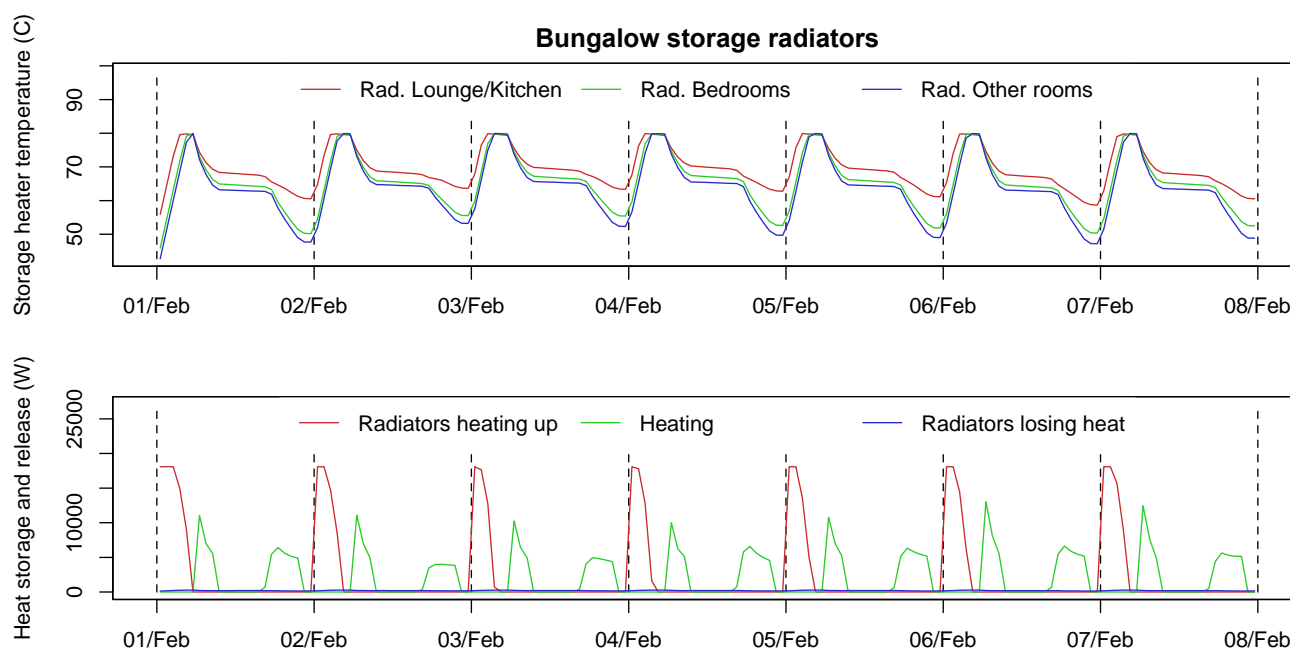 Bungalow storage radiators
Storage heater temperature (C)
90
70
50
Rad. Lounge/Kitchen Rad. Bedrooms Rad. Other rooms
01/Feb 02/Feb 03/Feb 04/Feb 05/Feb 06/Feb 07/Feb 08/Feb
Heat storage and release (W)
25000
10000
0
Radiators heating up Heating Radiators losing heat
01/Feb 02/Feb 03/Feb 04/Feb 05/Feb 06/Feb 07/Feb 08/Feb